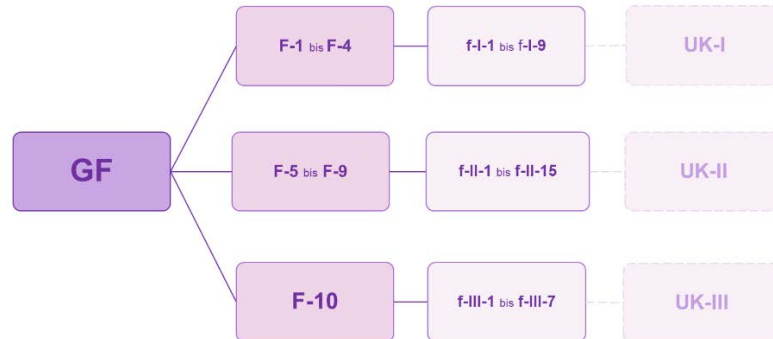 F-1 bis F-4
f-I-1 bis f-I-9
UK-I
GF
F-5 bis F-9
f-II-1 bis f-II-15
UK-II
F-10
f-III-1 bis f-III-7
UK-III